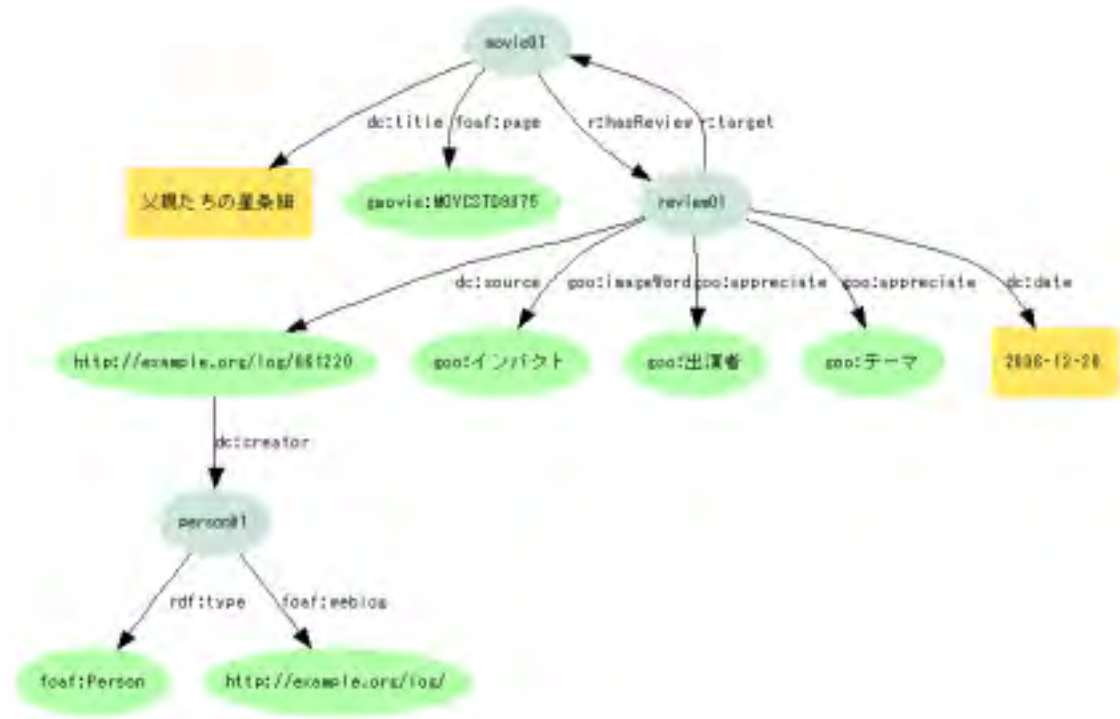 movie01
dc:title foaf:page r:hasReview r:target
父親たちの星条旗
review01
dc:source goo:imageWord goo:appreciate goo:appreciate dc:date
http://example.org/log/061220
goo:インパクト
goo:出演者
goo:テーマ
2006-12-20
dc:creator
person01
rdf:type foaf:weblog
foaf:Person
http://example.org/log/